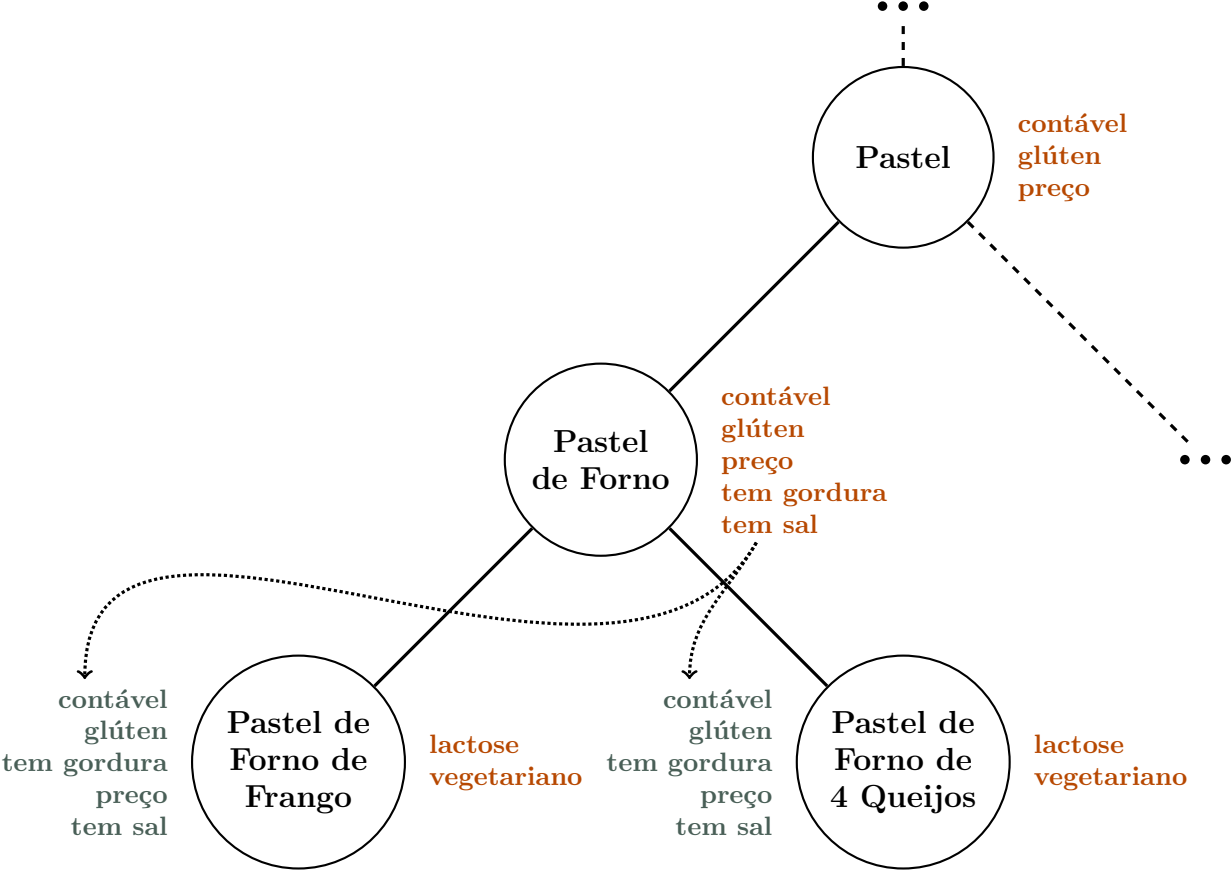 Pastel
contável
glúten
preço
Pastel
de Forno
contável
glúten
preço
tem gordura
tem sal
contável
glúten
tem gordura
preço
tem sal
Pastel de
Forno de
Frango
lactose
vegetariano
contável
glúten
tem gordura
preço
tem sal
Pastel de
Forno de
4 Queijos
lactose
vegetariano